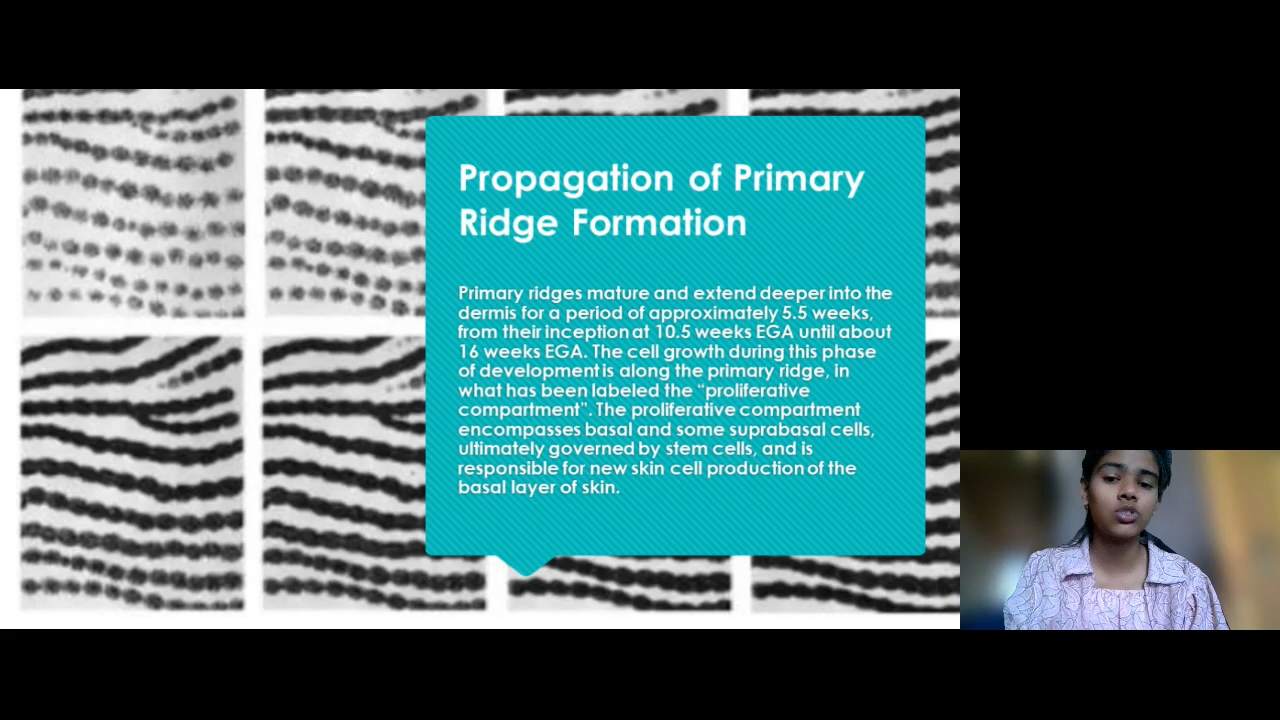 Propagation of Primary
Ridge Formation
Primary ridges mature and extend deeper into the
dermis for a period of approximately 5.5 weeks,
from their inception at 10.5 weeks EGA until about
16 weeks EGA. The cell growth during this phase
of development is along the primary ridge, in
what has been labeled the “proliferative
compartment”. The proliferative compartment
encompasses basal and some suprabasal cells,
ultimately governed by stem cells, and is
responsible for new skin cell production of the
basal layer of skin.